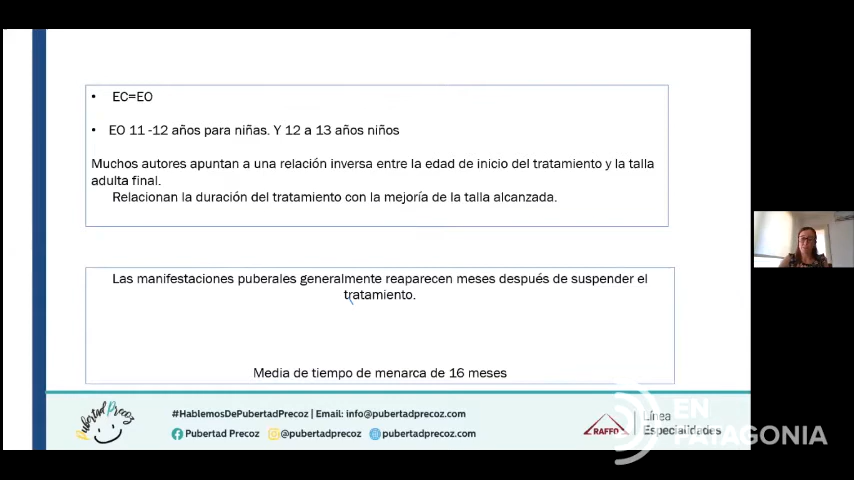 • EC=EO
• EO 11 -12 años para niñas. Y 12 a 13 años niños
Muchos autores apuntan a una relación inversa entre la edad de inicio del tratamiento y la talla
adulta final.
Relacionan la duración del tratamiento con la mejoría de la talla alcanzada.
Las manifestaciones puberales generalmente reaparecen meses después de suspender el
tratamiento.
Media de tiempo de menarca de 16 meses
Pubertad Precoz
#HablemosDePubertadPrecoz | Email: info@pubertadprecoz.com
Pubertad Precoz @pubertadprecoz pubertadprecoz.com
RAFFO
Línea
Especialidades
EN
PATAGONIA